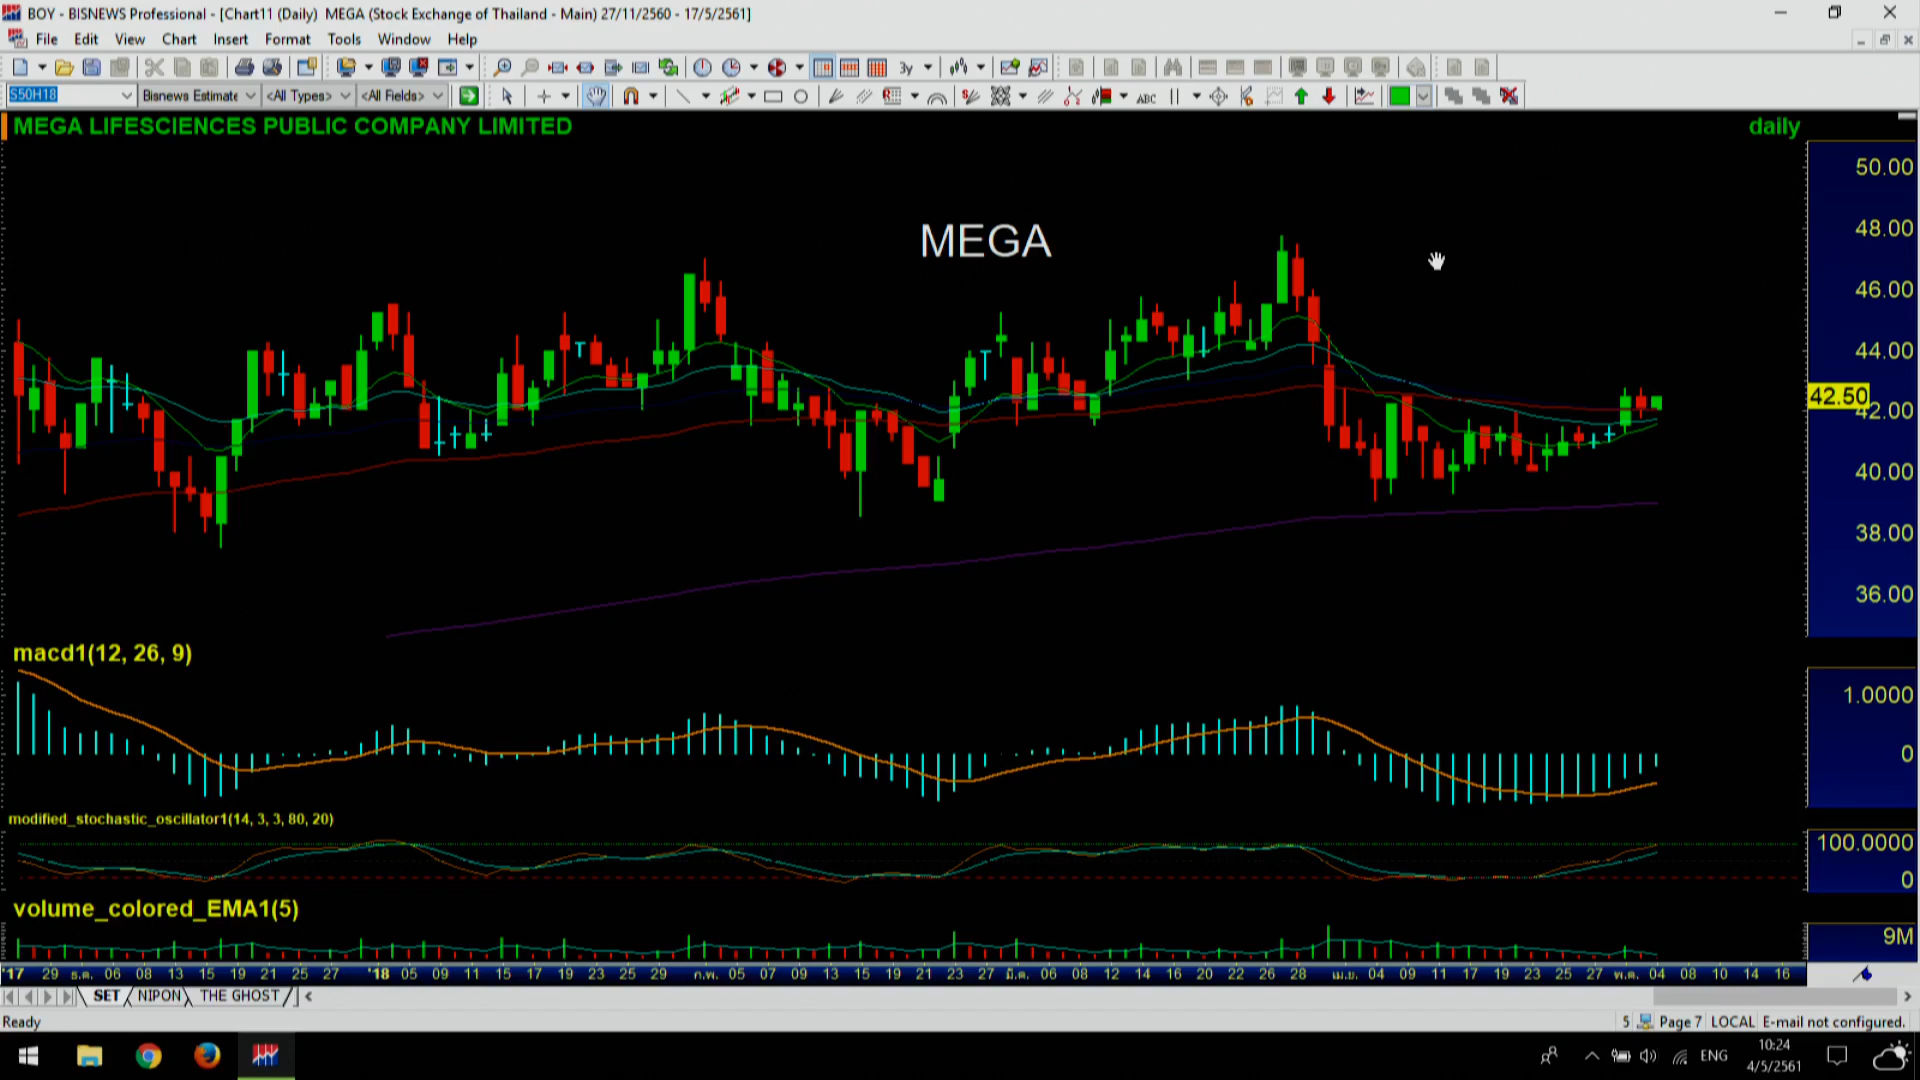 BOY - BISNEWS Professional - [Chart11 (Daily)  MEGA (Stock Exchange of Thailand - Main) 27/11/2560 - 17/5/2561]
File Edit View Chart Insert Format Tools Window Help
3y
S50H18 Bisnews Estimate <All Types> <All Fields> ABC
MEGA LIFESCIENCES PUBLIC COMPANY LIMITED daily
50.00
MEGA
48.00
46.00
44.00
42.50
42.00
40.00
38.00
36.00
macd1(12, 26, 9)
1.0000
0
modified_stochastic_oscillator1(14, 3, 3, 80, 20)
100.0000
0
volume_colored_EMA1(5)
9M
'17 29 ธ.ค. 06 08 13 15 19 21 25 27 '18 05 09 11 15 17 19 23 25 29 ก.พ. 05 07 09 13 15 19 21 23 27 มี.ค. 06 08 12 14 16 20 22 26 28 เม.ย. 04 09 11 17 19 23 25 27 พ.ค. 04 08 10 14 16
SET NIPON THE GHOST
Ready 5 Page 7 LOCAL E-mail not configured.
ENG 10:24
4/5/2561